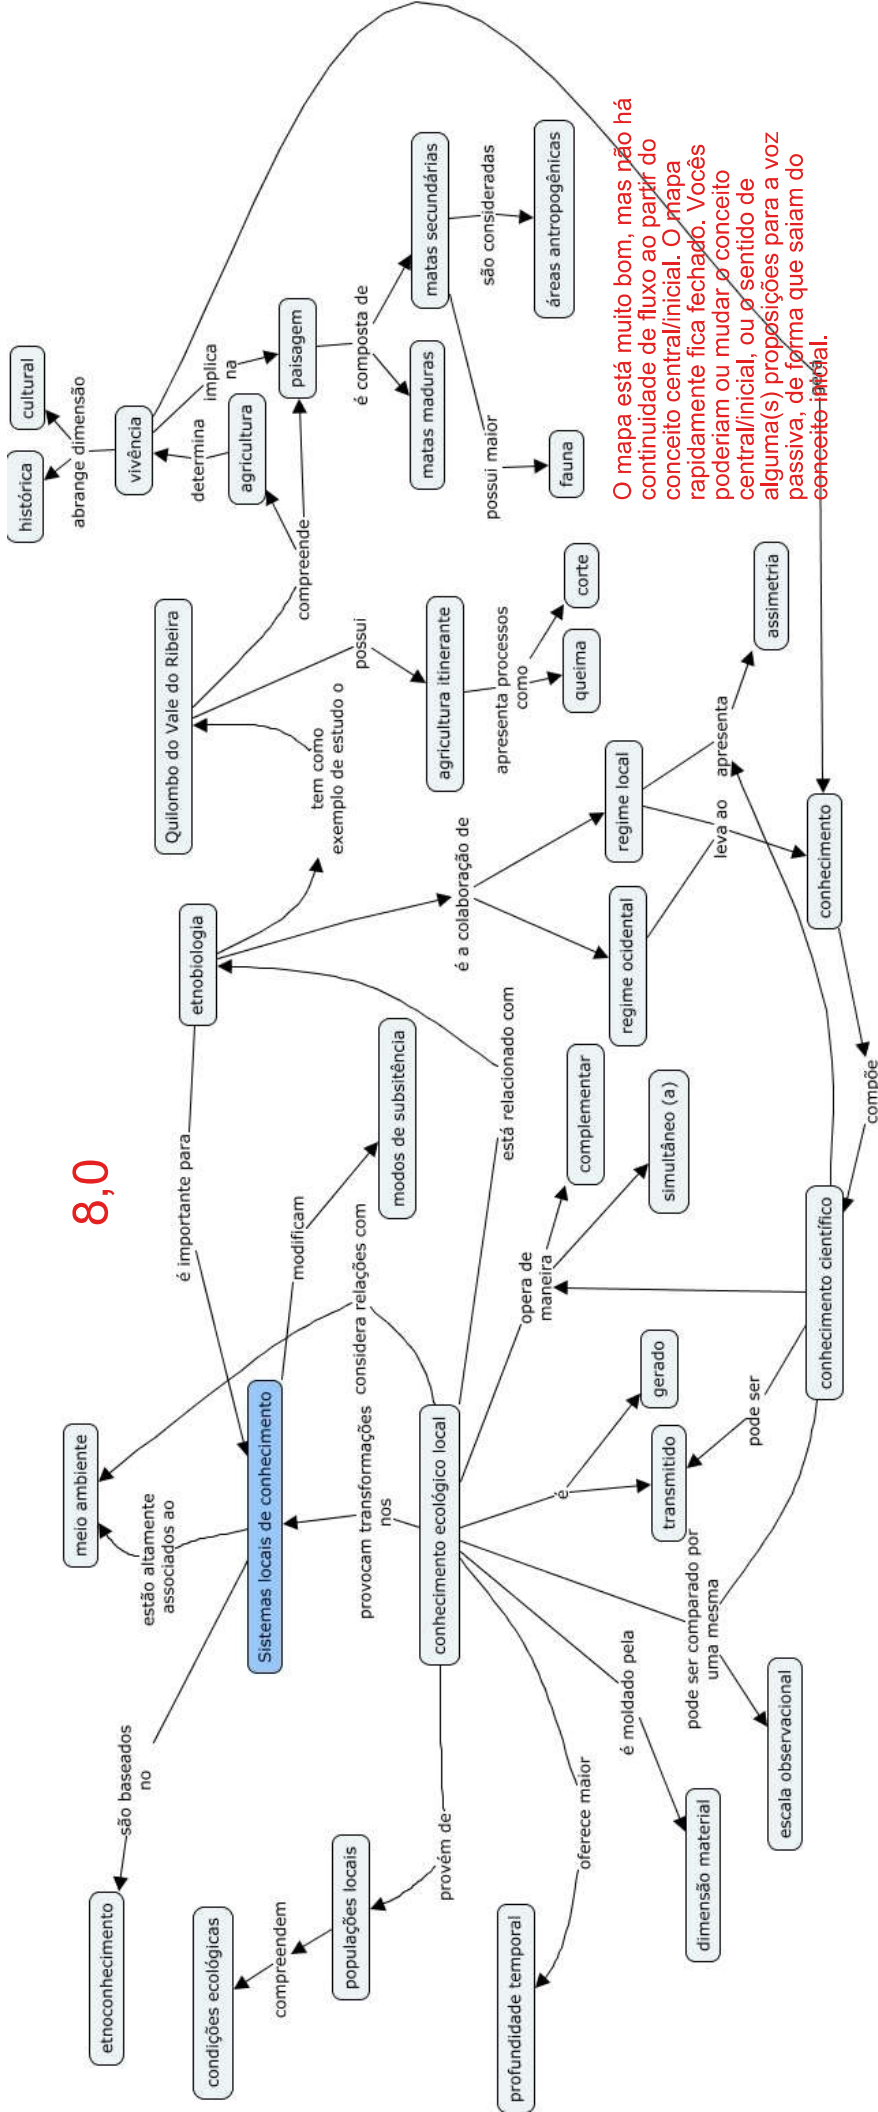 8,0
etnoconhecimento
são baseados
no
meio ambiente
estão altamente
associados ao
é importante para
condições ecológicas
compreendem
populações locais
provém de
Sistemas locais de conhecimento
modificam
modos de subsitência
considera relações com
provocam transformações
nos
conhecimento ecológico local
está relacionado com
etnobiologia
tem como
exemplo de estudo o
Quilombo do Vale do Ribeira
histórica
cultural
abrange dimensão
vivência
determina
implica
na
agricultura
paisagem
compreende
possui
é composta de
agricultura itinerante
matas maduras
matas secundárias
apresenta processos
como
queima
corte
possui maior
fauna
são consideradas
áreas antropogênicas
é a colaboração de
regime ocidental
regime local
leva ao
apresenta
assimetria
profundidade temporal
oferece maior
é moldado pela
dimensão material
pode ser comparado por
uma mesma
escala observacional
é
transmitido
gerado
pode ser
opera de
maneira
complementar
simultâneo (a)
conhecimento científico
compõe
conhecimento
O mapa está muito bom, mas não há
continuidade de fluxo ao partir do
conceito central/inicial. O mapa
rapidamente fica fechado. Vocês
poderiam ou mudar o conceito
central/inicial, ou o sentido de
alguma(s) proposições para a voz
passiva, de forma que saiam do
conceito inicial.